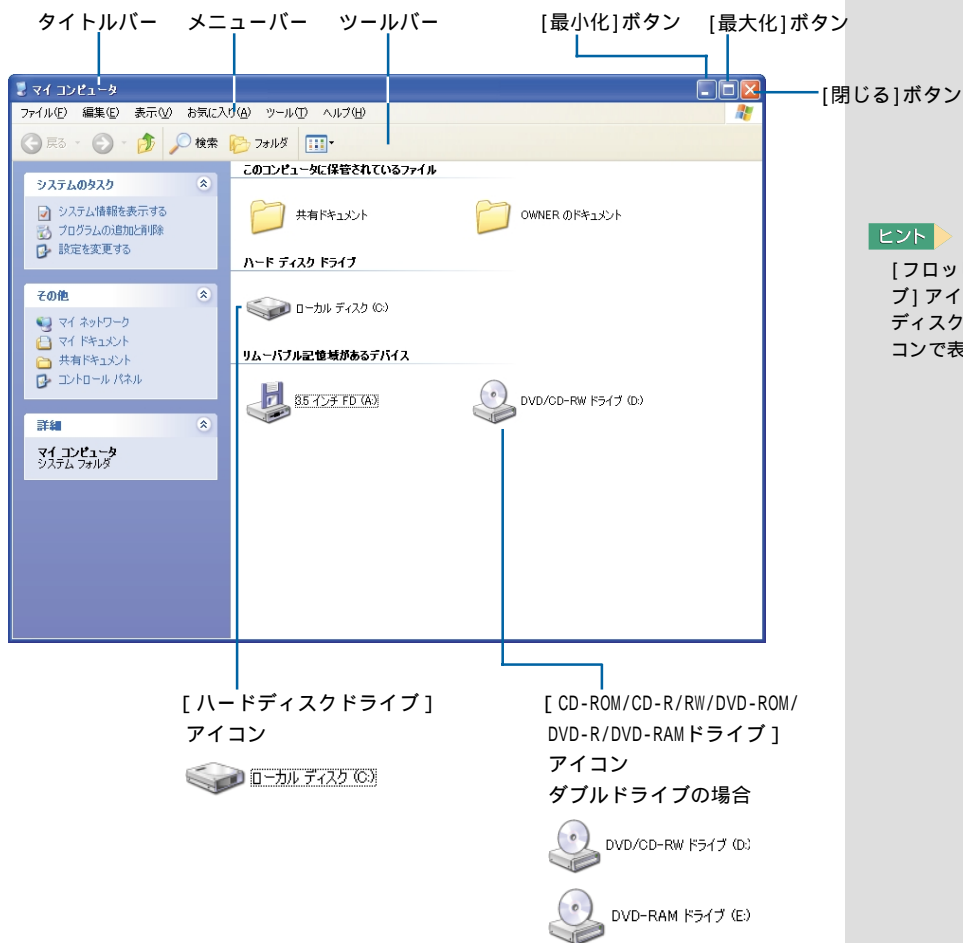 タイトルバー メニューバー ツールバー [最小化]ボタン [最大化]ボタン
マイ コンピュータ
[閉じる]ボタン
ファイル(F) 編集(E) 表示(V) お気に入り(A) ツール(T) ヘルプ(H)
戻る 検索 フォルダ
システムのタスク
システム情報を表示する
プログラムの追加と削除
設定を変更する
その他
マイ ネットワーク
マイ ドキュメント
共有ドキュメント
コントロール パネル
詳細
マイ コンピュータ
システム フォルダ
このコンピュータに保管されているファイル
共有ドキュメント OWNER のドキュメント
ハード ディスク ドライブ
ローカル ディスク (C:)
リムーバブル記憶域があるデバイス
3.5 インチ FD (A:) DVD/CD-RW ドライブ (D:)
ヒント
[フロッ
ブ] アイ
ディスク
コンで表
[ ハードディスクドライブ ]
アイコン
ローカル ディスク (C:)
[ CD-ROM/CD-R/RW/DVD-ROM/
DVD-R/DVD-RAMドライブ ]
アイコン
ダブルドライブの場合
DVD/CD-RW ドライブ (D:)
DVD-RAM ドライブ (E:)